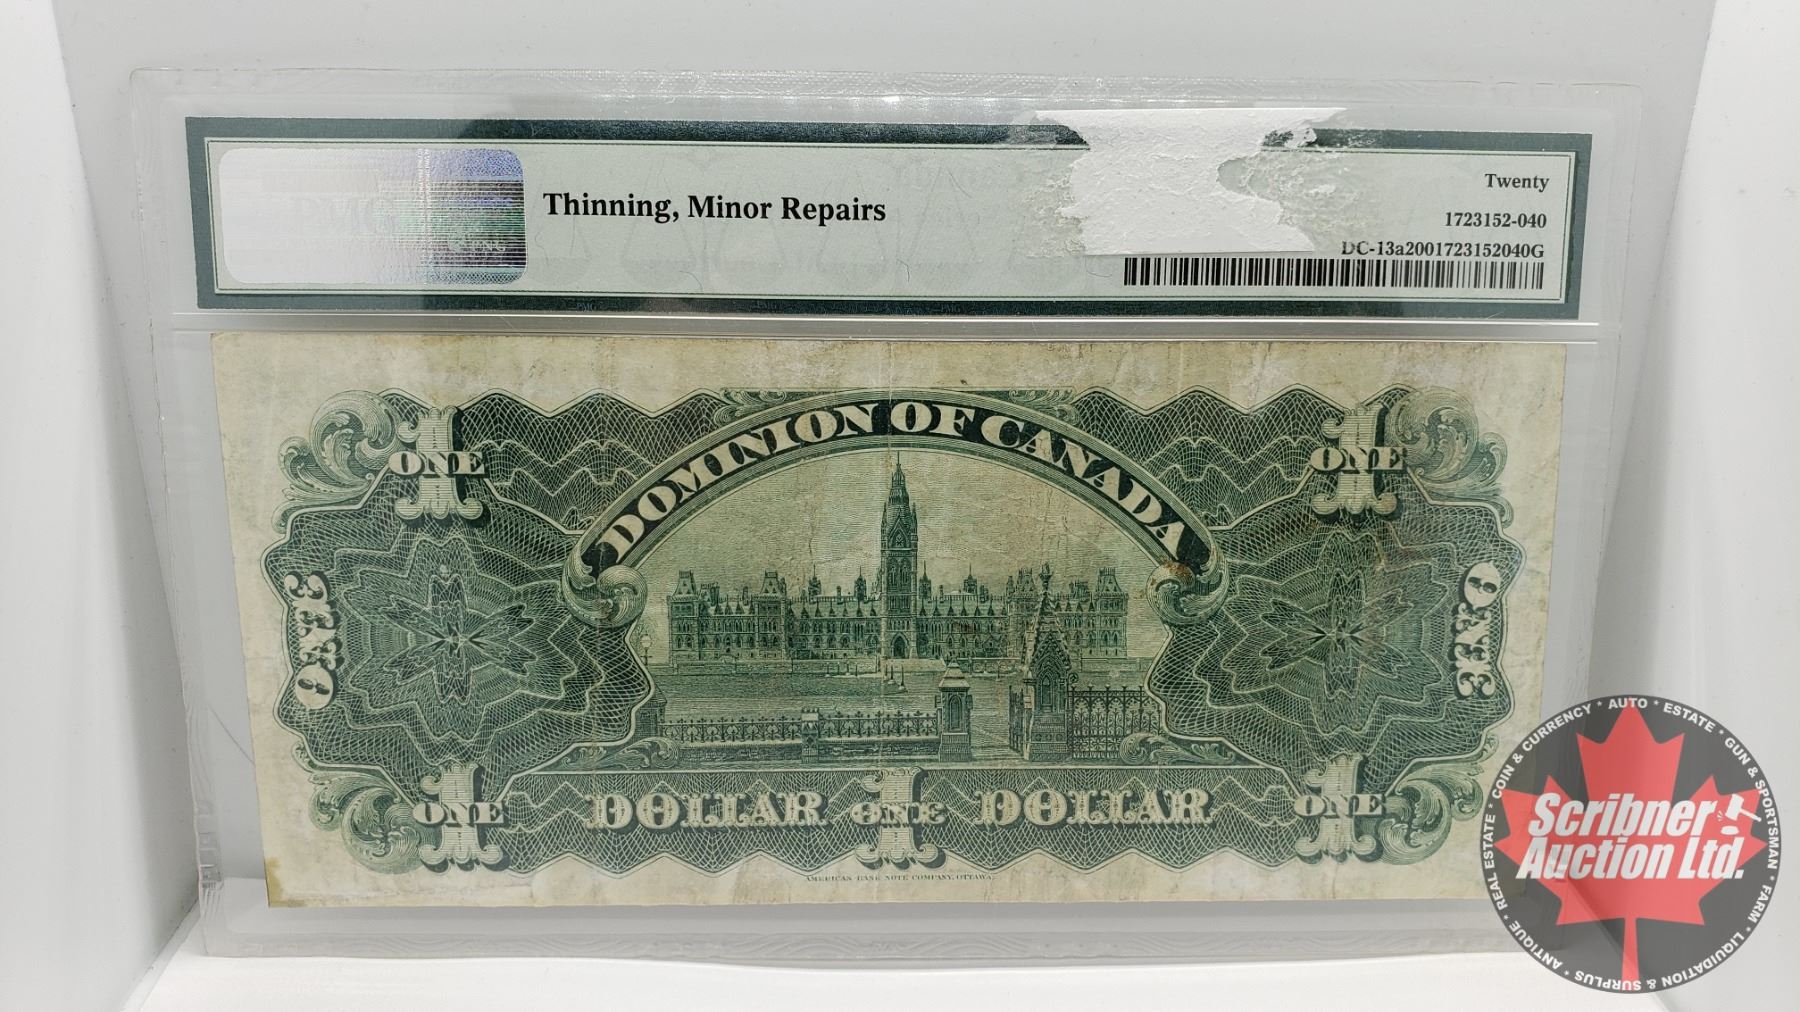 Thinning, Minor Repairs
Twenty
1723152-040
DC-13a2001723152040G
PMG
DOMINION OF CANADA
ONE
ONE
ONE
ONE
ONE
DOLLAR
ONE
DOLLAR
ONE
AMERICAN BANK NOTE COMPANY, OTTAWA.
Scribner
Auction Ltd.
REAL ESTATE * COIN & CURRENCY * AUTO * ESTATE * GUN & SPORTSMAN * FARM * LIQUIDATION & SURPLUS * ANTIQUE *